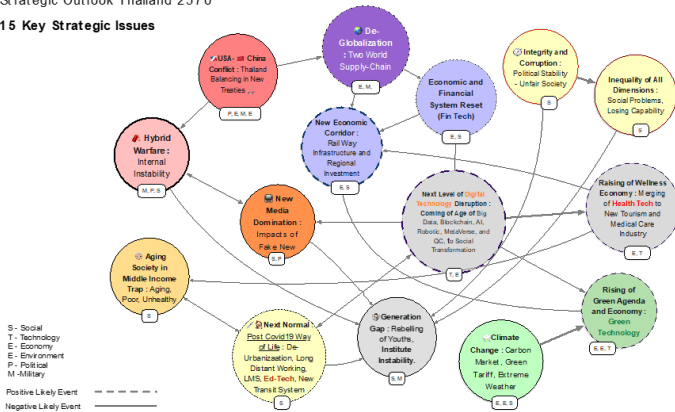 Strategic Outlook Thailand 2570
15 Key Strategic Issues
USA- China
Conflict : Thailand
Balancing in New
Treaties
P, E, M, E
De-
Globalization
: Two World
Supply-Chain
E, M,
Economic and
Financial
System Reset
(Fin Tech)
E, S
Integrity and
Corruption :
Political Stability
- Unfair Society
S
Inequality of All
Dimensions :
Social Problems,
Losing Capability
S
Hybrid
Warfare :
Internal
Instability
M, P, S
New Economic
Corridor :
Rail Way
Infrastructure and
Regional
Investment
E, S
New
Media
Domination :
Impacts of
Fake New
S, P
Next Level of Digital
Technology Disruption :
Coming of Age of Big
Data, Blockchain, AI,
Robotic, MetaVerse, and
QC, to Social
Transformation
T, E
Raising of Wellness
Economy : Merging
of Health Tech to
New Tourism and
Medical Care
Industry
E, T
Aging
Society in
Middle Income
Trap : Aging,
Poor, Unhealthy
S
Next Normal :
Post Covid19 Way
of Life : De-
Urbanizaation, Long
Distant Working,
LMS, Ed-Tech, New
Transit System
S
Generation
Gap : Rebelling
of Youths,
Institute
Instability.
S, M
Climate
Change : Carbon
Market , Green
Tariff, Extreme
Weather
E, E, S
Rising of
Green Agenda
and Economy :
Green
Technology
E, E, T
S - Social
T - Technology
E - Economy
E - Environment
P - Political
M -Military
Positive Likely Event
Negative Likely Event